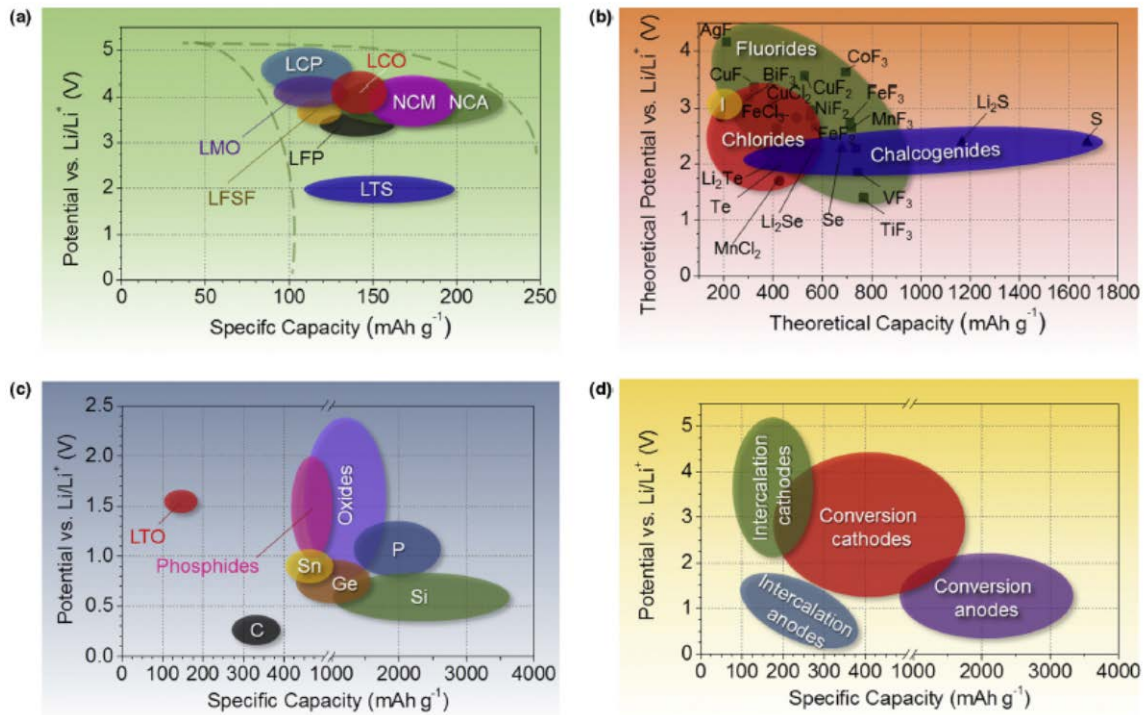 (a)
Potential vs. Li/Li⁺ (V)
5
4
3
2
1
0
LCP
LCO
NCM
NCA
LMO
LFP
LFSF
LTS
0
50
100
150
200
250
Specifc Capacity (mAh g⁻¹)
(b)
Theoretical Potential vs. Li/Li⁺ (V)
4
3
2
1
0
AgF
Fluorides
CoF₃
CuF
BiF₃
CuF₂
CuCl₂
FeF₃
Li₂S
S
I
FeCl₃
NiF₂
MnF₃
Chlorides
FeF₂
Chalcogenides
Li₂Te
Te
Li₂Se
Se
VF₃
TiF₃
MnCl₂
200
400
600
800
1000
1200
1400
1600
1800
Theoretical Capacity (mAh g⁻¹)
(c)
Potential vs. Li/Li⁺ (V)
2.5
2.0
1.5
1.0
0.5
0.0
LTO
Phosphides
Oxides
P
Sn
Ge
Si
C
0
100
200
300
400
1000
2000
3000
4000
Specific Capacity (mAh g⁻¹)
(d)
Potential vs. Li/Li⁺ (V)
5
4
3
2
1
0
Intercalation
cathodes
Conversion
cathodes
Intercalation
anodes
Conversion
anodes
0
100
200
300
400
1000
2000
3000
4000
Specific Capacity (mAh g⁻¹)